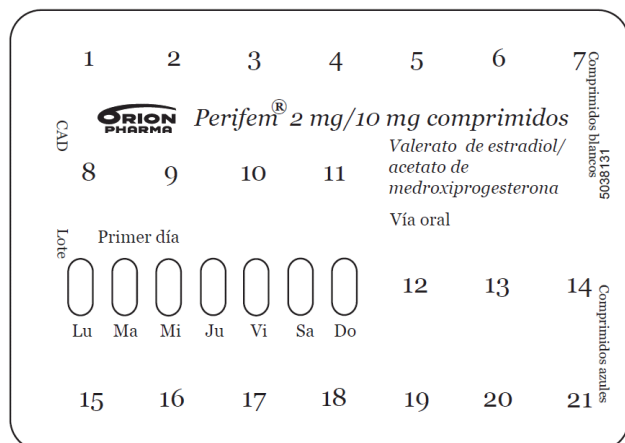 1 2 3 4 5 6 7
Comprimidos blancos
ORION
PHARMA
Perifem® 2 mg/10 mg comprimidos
CAD
Valerato de estradiol/
acetato de
medroxiprogesterona
5038131
8 9 10 11
Vía oral
Lote
Primer día
12 13 14
Comprimidos azules
Lu Ma Mi Ju Vi Sa Do
15 16 17 18 19 20 21